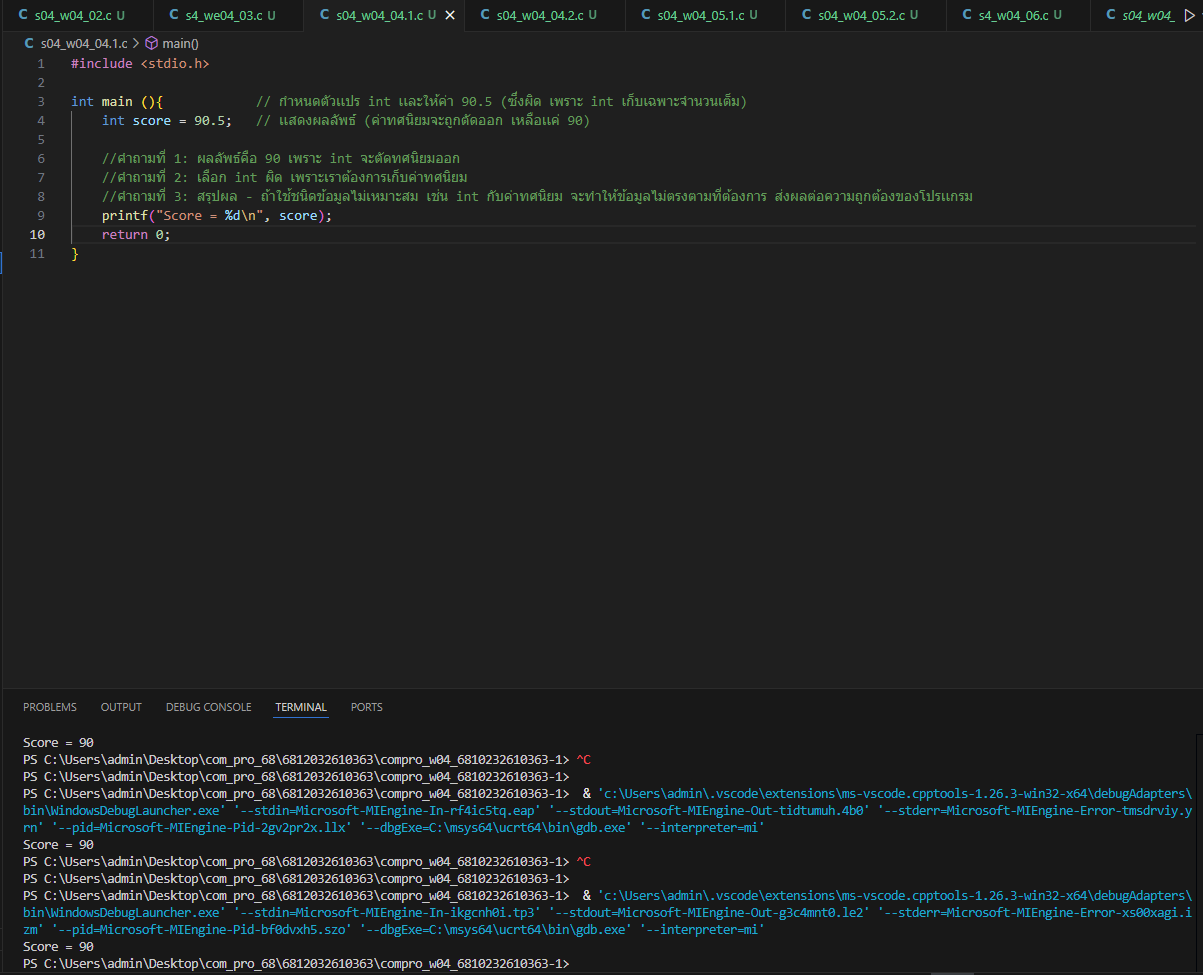 C s04_w04_02.c U C s4_we04_03.c U C s04_w04_04.1.c U × C s04_w04_04.2.c U C s04_w04_05.1.c U C s04_w04_05.2.c U C s4_w04_06.c U C s04_w04_
C s04_w04_04.1.c > main()
1 #include <stdio.h>
2
3 int main (){ // กำหนดตัวแปร int และให้ค่า 90.5 (ซึ่งผิด เพราะ int เก็บเฉพาะจำนวนเต็ม)
4 int score = 90.5; // แสดงผลลัพธ์ (ค่าทศนิยมจะถูกตัดออก เหลือแค่ 90)
5
6 //คำถามที่ 1: ผลลัพธ์คือ 90 เพราะ int จะตัดทศนิยมออก
7 //คำถามที่ 2: เลือก int ผิด เพราะเราต้องการเก็บค่าทศนิยม
8 //คำถามที่ 3: สรุปผล - ถ้าใช้ชนิดข้อมูลไม่เหมาะสม เช่น int กับค่าทศนิยม จะทำให้ข้อมูลไม่ตรงตามที่ต้องการ ส่งผลต่อความถูกต้องของโปรแกรม
9 printf("Score = %d\n", score);
10 return 0;
11 }
PROBLEMS OUTPUT DEBUG CONSOLE TERMINAL PORTS
Score = 90
PS C:\Users\admin\Desktop\com_pro_68\6812032610363\compro_w04_6810232610363-1> ^C
PS C:\Users\admin\Desktop\com_pro_68\6812032610363\compro_w04_6810232610363-1>
PS C:\Users\admin\Desktop\com_pro_68\6812032610363\compro_w04_6810232610363-1> & 'c:\Users\admin\.vscode\extensions\ms-vscode.cpptools-1.26.3-win32-x64\debugAdapters\
bin\WindowsDebugLauncher.exe' '--stdin=Microsoft-MIEngine-In-rf4ic5tq.eap' '--stdout=Microsoft-MIEngine-Out-tidtumuh.4b0' '--stderr=Microsoft-MIEngine-Error-tmsdrviy.y
rn' '--pid=Microsoft-MIEngine-Pid-2gv2pr2x.llx' '--dbgExe=C:\msys64\ucrt64\bin\gdb.exe' '--interpreter=mi'
Score = 90
PS C:\Users\admin\Desktop\com_pro_68\6812032610363\compro_w04_6810232610363-1> ^C
PS C:\Users\admin\Desktop\com_pro_68\6812032610363\compro_w04_6810232610363-1>
PS C:\Users\admin\Desktop\com_pro_68\6812032610363\compro_w04_6810232610363-1> & 'c:\Users\admin\.vscode\extensions\ms-vscode.cpptools-1.26.3-win32-x64\debugAdapters\
bin\WindowsDebugLauncher.exe' '--stdin=Microsoft-MIEngine-In-ikgcnh0i.tp3' '--stdout=Microsoft-MIEngine-Out-g3c4mnt0.le2' '--stderr=Microsoft-MIEngine-Error-xs00xagi.i
zm' '--pid=Microsoft-MIEngine-Pid-bf0dvxh5.szo' '--dbgExe=C:\msys64\ucrt64\bin\gdb.exe' '--interpreter=mi'
Score = 90
PS C:\Users\admin\Desktop\com_pro_68\6812032610363\compro_w04_6810232610363-1>